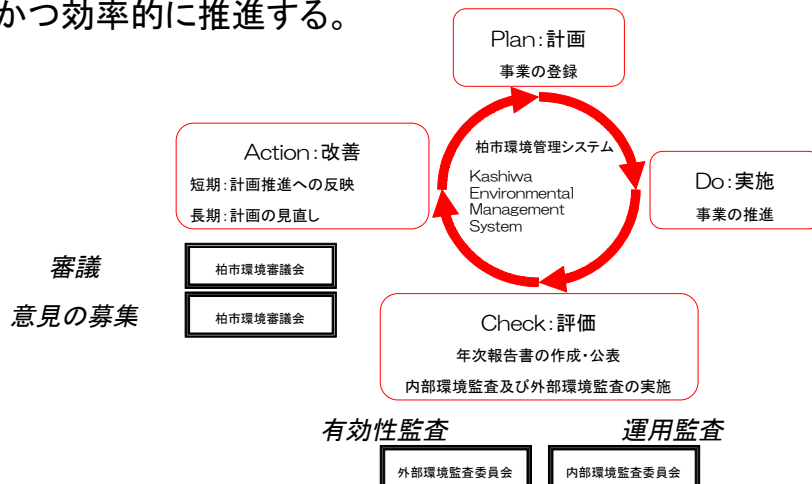 かつ効率的に推進する。
Plan:計画
事業の登録
Action:改善
短期:計画推進への反映
長期:計画の見直し
柏市環境管理システム
Kashiwa
Environmental
Management
System
Do:実施
事業の推進
審議
柏市環境審議会
意見の募集
柏市環境審議会
Check:評価
年次報告書の作成・公表
内部環境監査及び外部環境監査の実施
有効性監査
運用監査
外部環境監査委員会
内部環境監査委員会